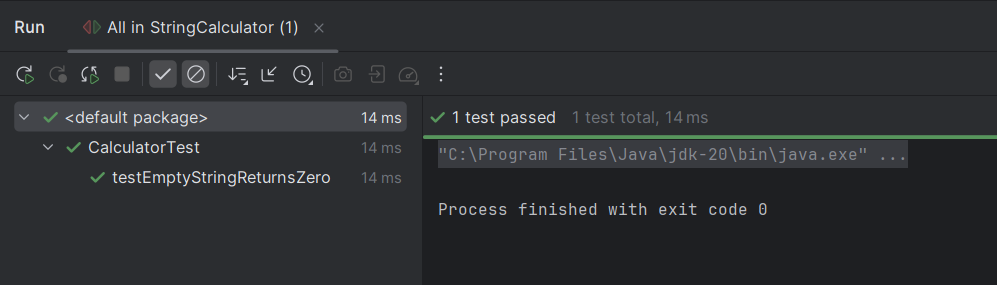 Run All in StringCalculator (1)
<default package> 14 ms
CalculatorTest 14 ms
testEmptyStringReturnsZero 14 ms
1 test passed 1 test total, 14 ms
"C:\Program Files\Java\jdk-20\bin\java.exe" ...
Process finished with exit code 0